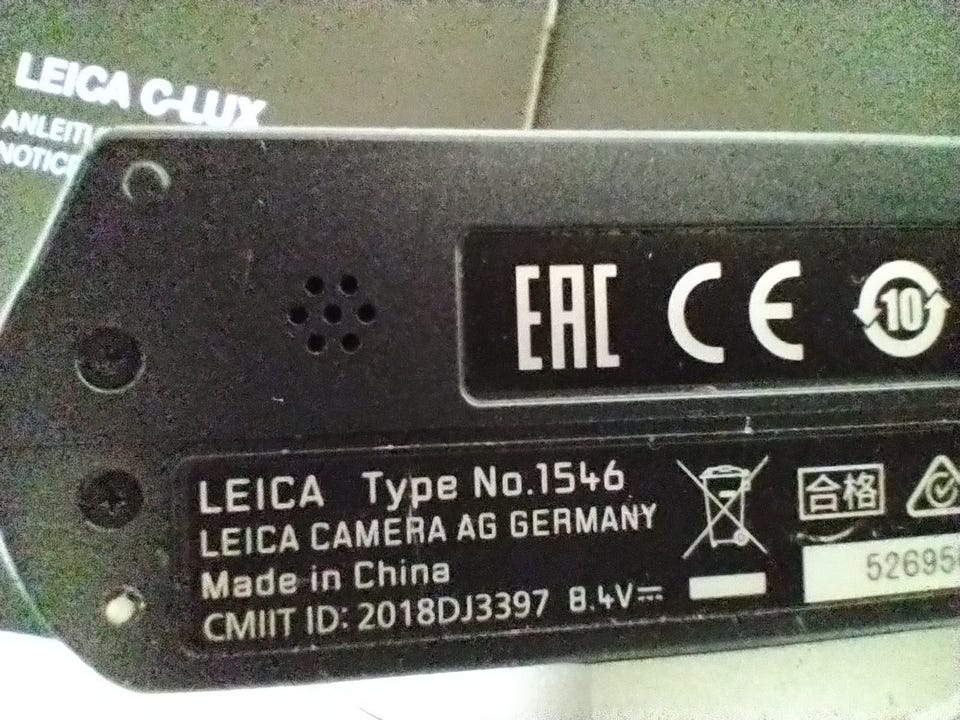 LEICA C-LUX
EAC CE 10
LEICA Type No.1546
LEICA CAMERA AG GERMANY
Made in China
CMIIT ID: 2018DJ3397 8.4V⎓
合格